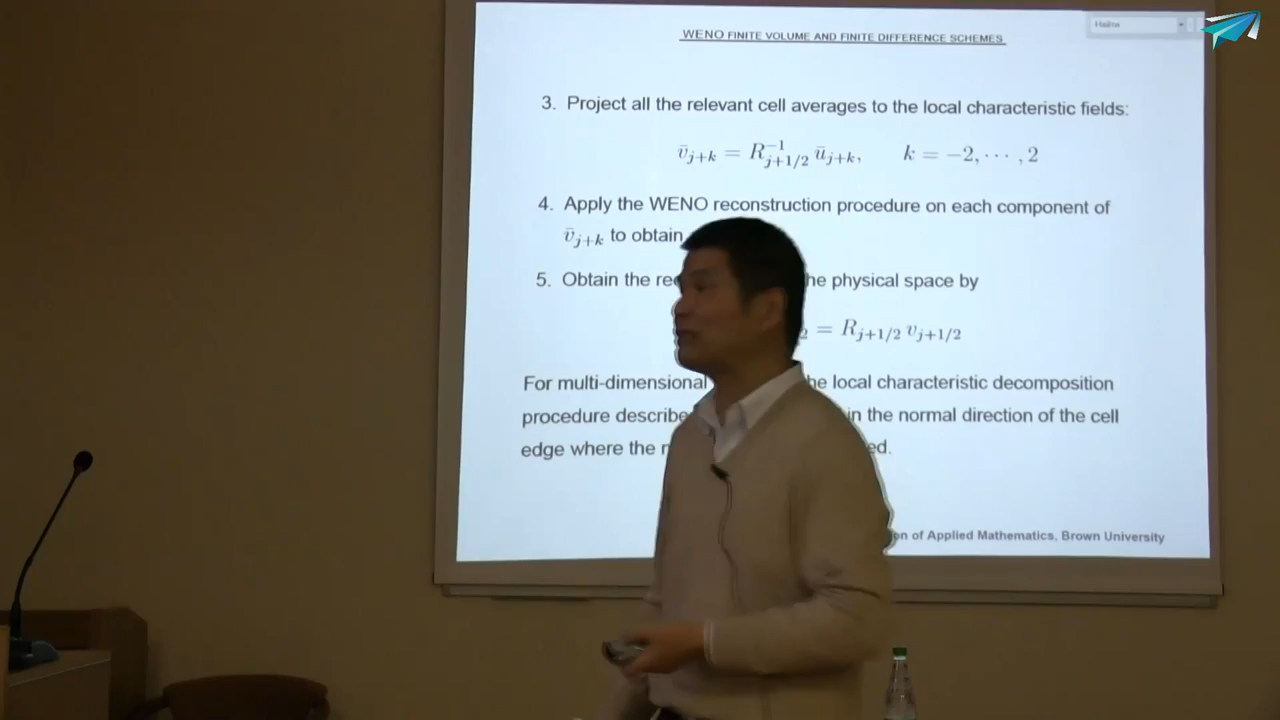 WENO FINITE VOLUME AND FINITE DIFFERENCE SCHEMES
Найти
3. Project all the relevant cell averages to the local characteristic fields:
v̄_{j+k} = R^{-1}_{j+1/2} ū_{j+k}, k = −2, ⋯ , 2
4. Apply the WENO reconstruction procedure on each component of
v̄_{j+k} to obtain
5. Obtain the he physical space by
= R_{j+1/2} v_{j+1/2}
For multi-dimensional he local characteristic decomposition
procedure describe in the normal direction of the cell
edge where the ed.
on of Applied Mathematics, Brown University